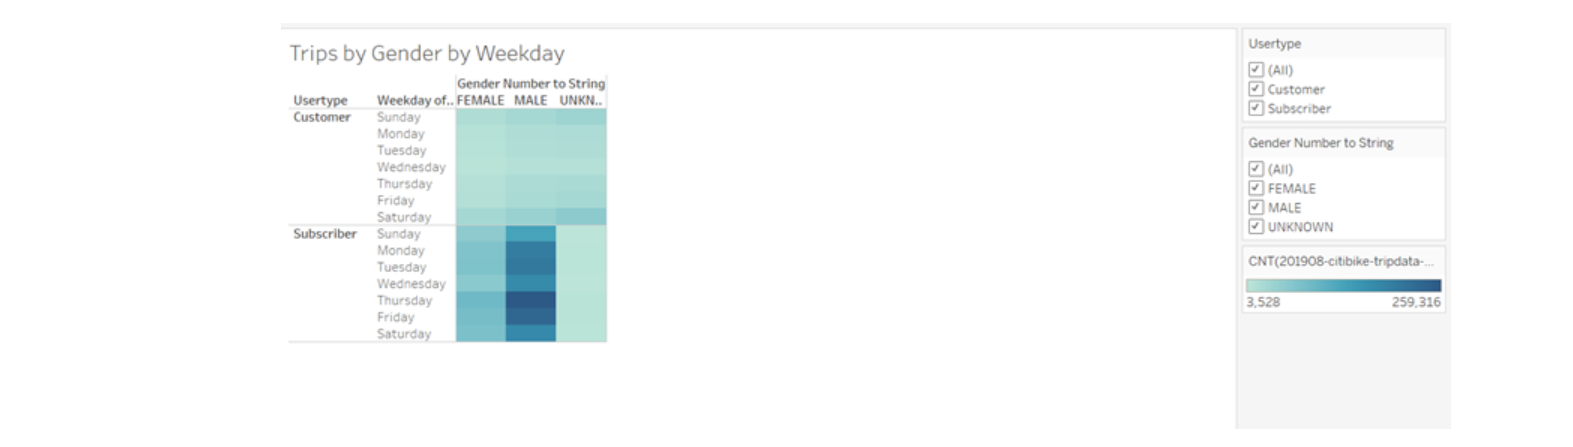 Trips by Gender by Weekday
Gender Number to String
Usertype Weekday of.. FEMALE MALE UNKN..
Customer Sunday
Monday
Tuesday
Wednesday
Thursday
Friday
Saturday
Subscriber Sunday
Monday
Tuesday
Wednesday
Thursday
Friday
Saturday
Usertype
(All)
Customer
Subscriber
Gender Number to String
(All)
FEMALE
MALE
UNKNOWN
CNT(201908-citibike-tripdata-...
3,528 259,316